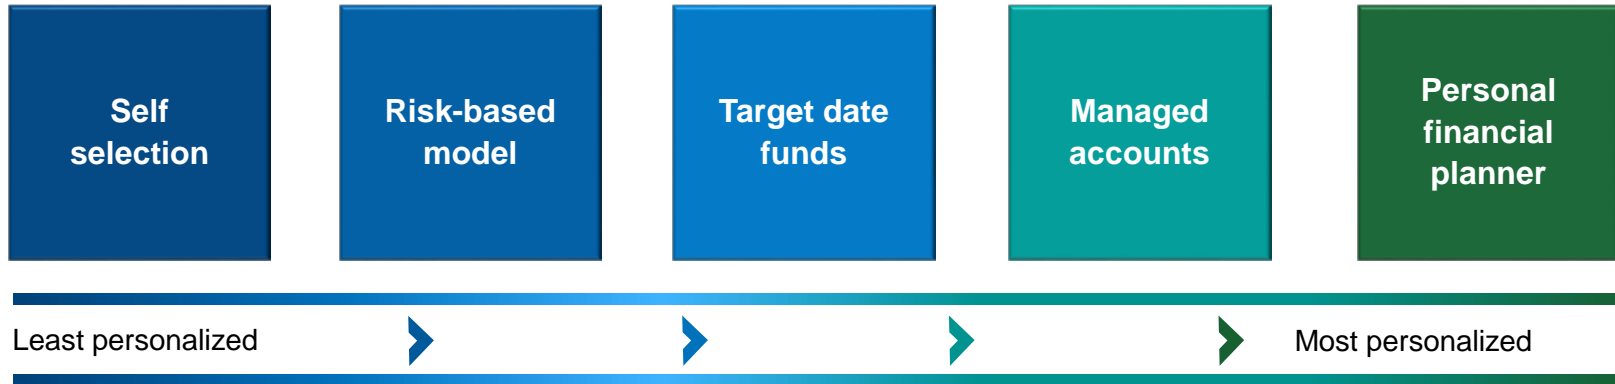 Self
selection
Risk-based
model
Target date
funds
Managed
accounts
Personal
financial
planner
Least personalized
Most personalized